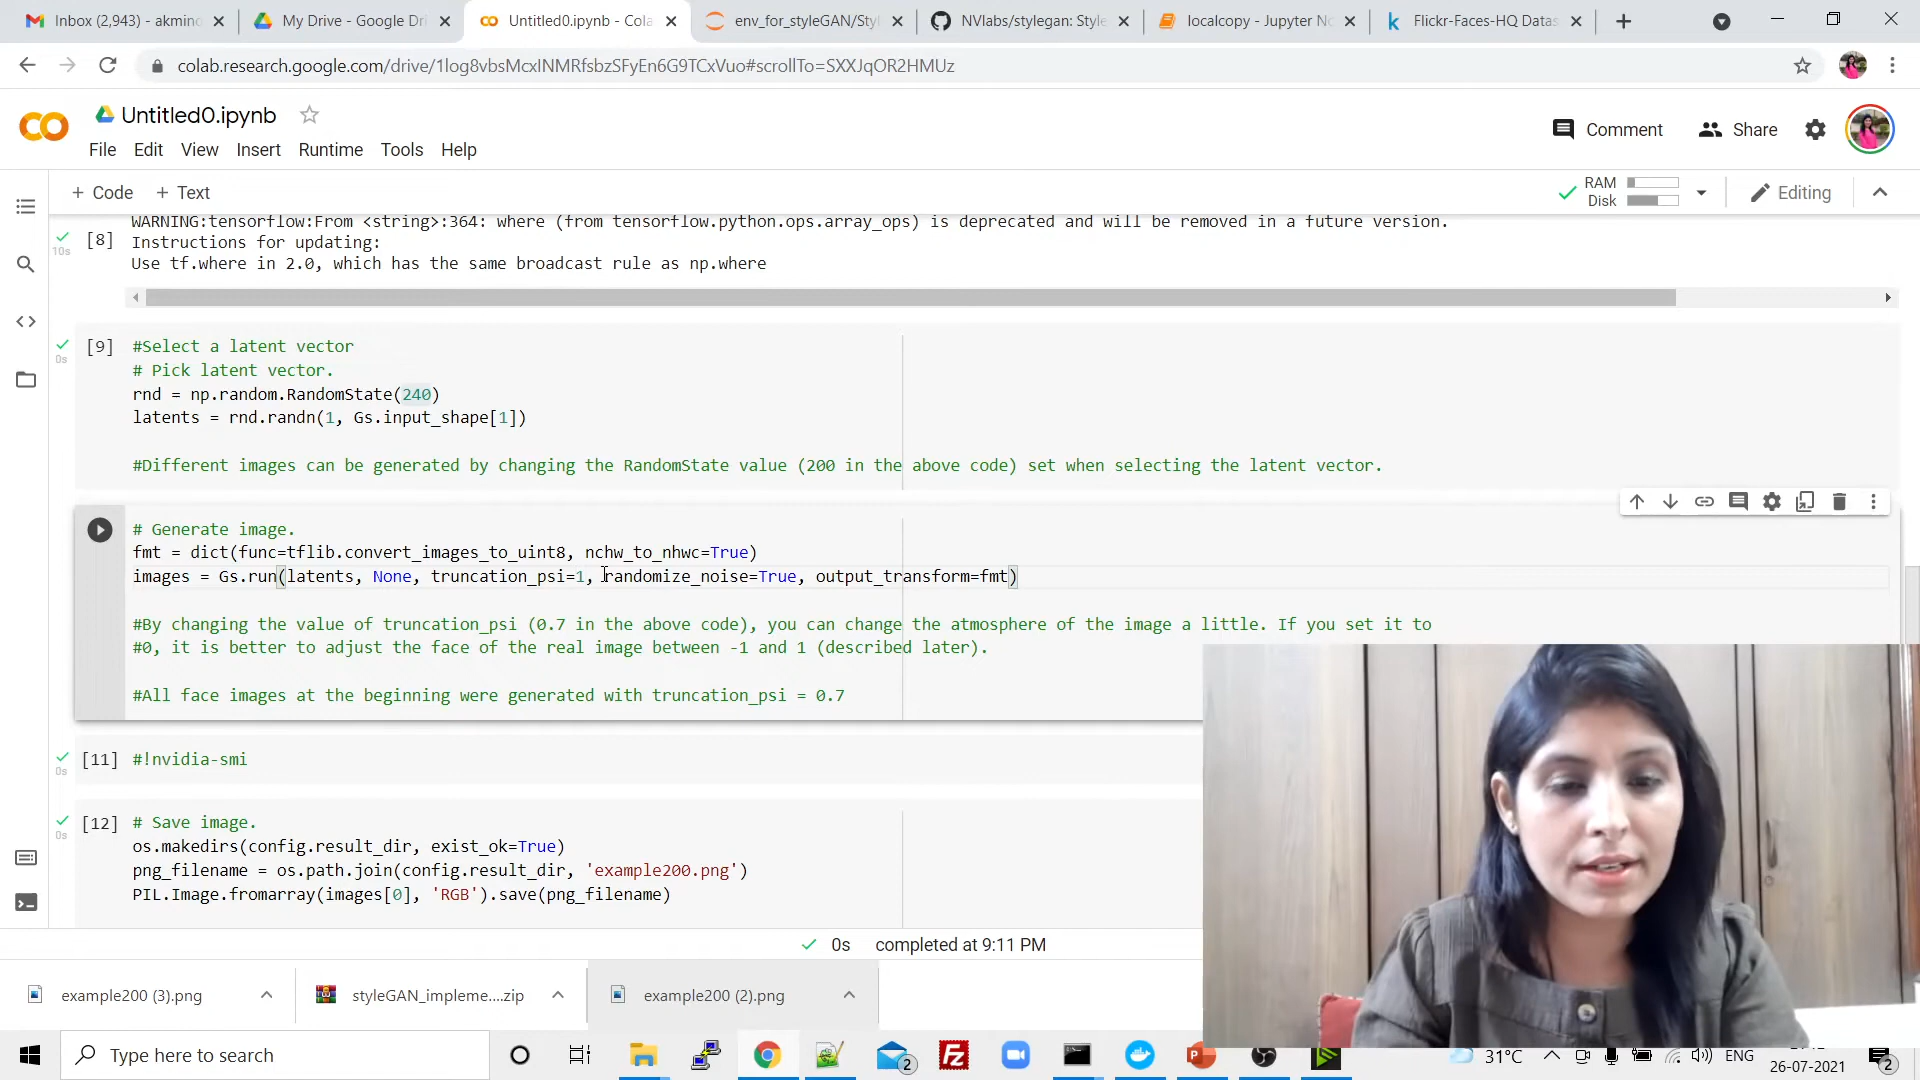 Inbox (2,943) - akmino
My Drive - Google Dri
Untitled0.ipynb - Cola
env_for_styleGAN/Styl
NVlabs/stylegan: Style
localcopy - Jupyter No
Flickr-Faces-HQ Datas
colab.research.google.com/drive/1log8vbsMcxINMRfsbzSFyEn6G9TCxVuo#scrollTo=SXXJqOR2HMUz
CO Untitled0.ipynb
Comment Share
File Edit View Insert Runtime Tools Help
+ Code + Text
RAM
Disk
Editing
WARNING:tensorflow:From <string>:364: where (from tensorflow.python.ops.array_ops) is deprecated and will be removed in a future version.
[8] Instructions for updating:
10s
Use tf.where in 2.0, which has the same broadcast rule as np.where
[9] #Select a latent vector
0s
# Pick latent vector.
rnd = np.random.RandomState(240)
latents = rnd.randn(1, Gs.input_shape[1])
#Different images can be generated by changing the RandomState value (200 in the above code) set when selecting the latent vector.
# Generate image.
fmt = dict(func=tflib.convert_images_to_uint8, nchw_to_nhwc=True)
images = Gs.run(latents, None, truncation_psi=1, randomize_noise=True, output_transform=fmt)
#By changing the value of truncation_psi (0.7 in the above code), you can change the atmosphere of the image a little. If you set it to
#0, it is better to adjust the face of the real image between -1 and 1 (described later).
#All face images at the beginning were generated with truncation_psi = 0.7
[11] #!nvidia-smi
0s
[12] # Save image.
0s
os.makedirs(config.result_dir, exist_ok=True)
png_filename = os.path.join(config.result_dir, 'example200.png')
PIL.Image.fromarray(images[0], 'RGB').save(png_filename)
0s completed at 9:11 PM
example200 (3).png
styleGAN_impleme....zip
example200 (2).png
Type here to search
2
31°C
ENG
26-07-2021
2